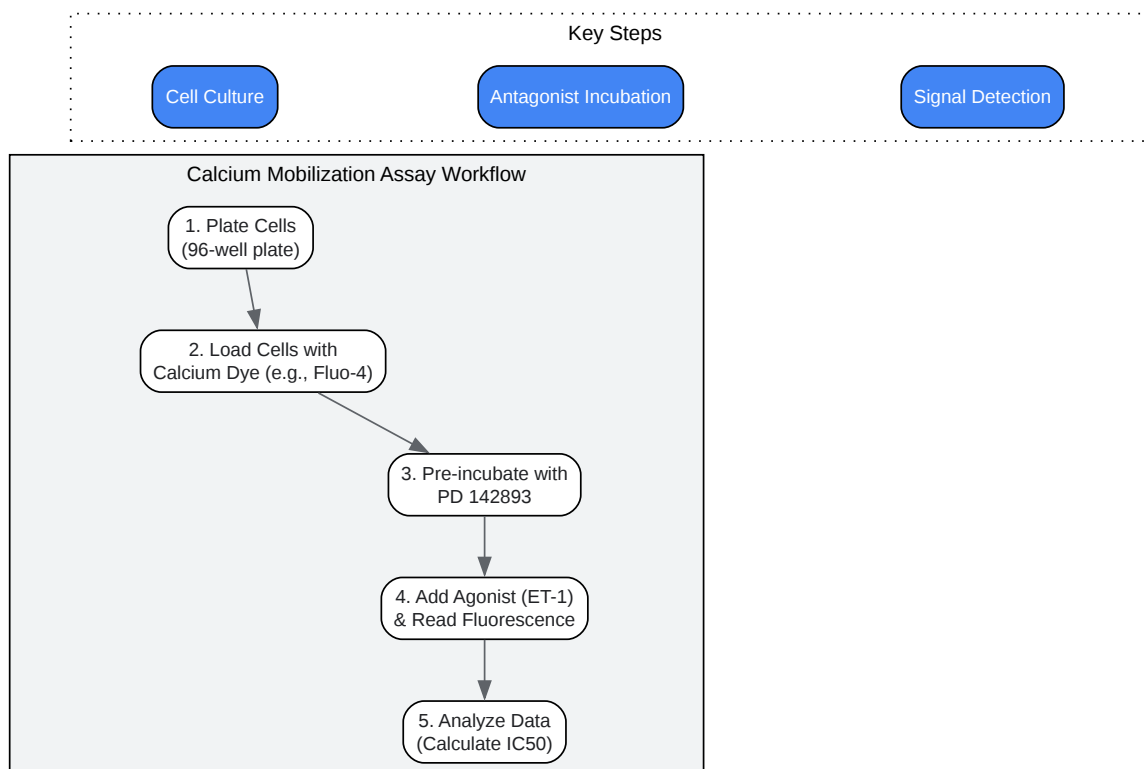 Key Steps
Cell Culture
Antagonist Incubation
Signal Detection
Calcium Mobilization Assay Workflow
1. Plate Cells
(96-well plate)
2. Load Cells with
Calcium Dye (e.g., Fluo-4)
3. Pre-incubate with
PD 142893
4. Add Agonist (ET-1)
& Read Fluorescence
5. Analyze Data
(Calculate IC50)